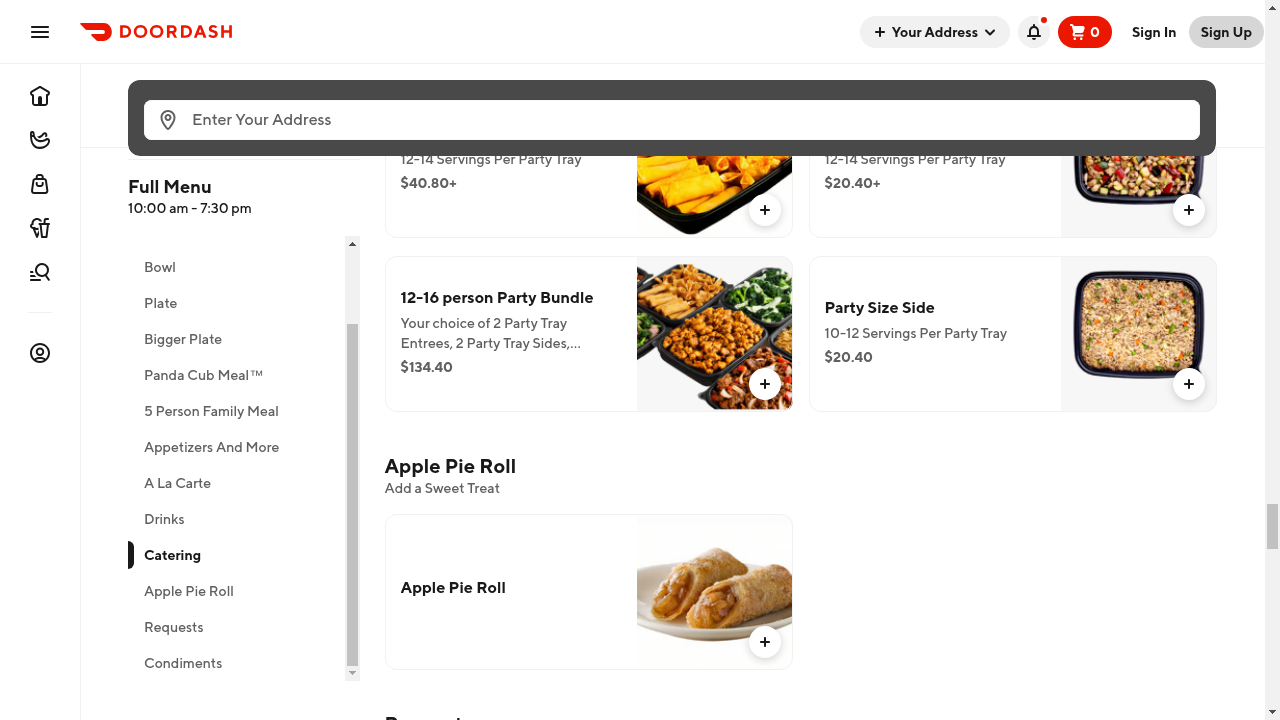 DOORDASH
Your Address
0
Sign In
Sign Up
Enter Your Address
Full Menu
10:00 am - 7:30 pm
Bowl
Plate
Bigger Plate
Panda Cub Meal™
5 Person Family Meal
Appetizers And More
A La Carte
Drinks
Catering
Apple Pie Roll
Requests
Condiments
12-14 Servings Per Party Tray
$40.80+
12-14 Servings Per Party Tray
$20.40+
12-16 person Party Bundle
Your choice of 2 Party Tray
Entrees, 2 Party Tray Sides,...
$134.40
Party Size Side
10-12 Servings Per Party Tray
$20.40
Apple Pie Roll
Add a Sweet Treat
Apple Pie Roll